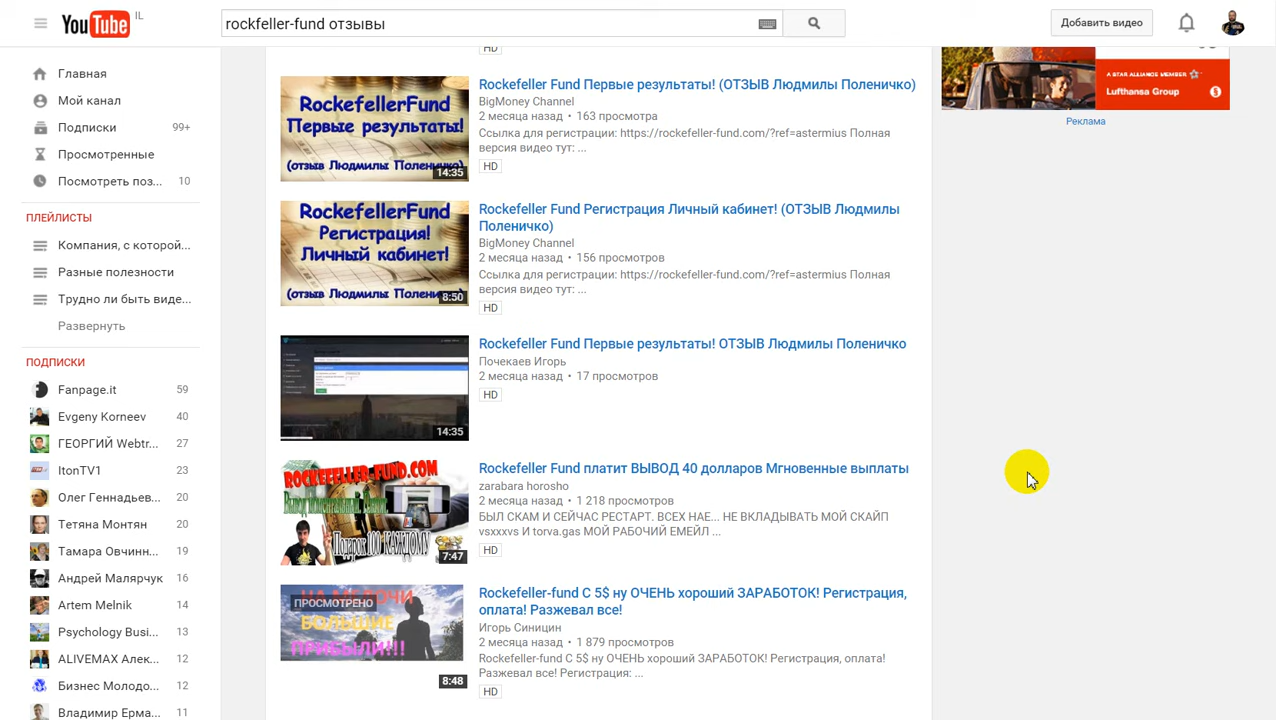 YouTube IL
rockfeller-fund отзывы
Добавить видео
Главная
Мой канал
Подписки 99+
Просмотренные
Посмотреть поз... 10
ПЛЕЙЛИСТЫ
Компания, с которой...
Разные полезности
Трудно ли быть виде...
Развернуть
ПОДПИСКИ
Fanpage.it 59
Evgeny Korneev 40
ГЕОРГИЙ Webtr... 27
ItonTV1 23
Олег Геннадьев... 20
Тетяна Монтян 20
Тамара Овчинн... 19
Андрей Малярчук 16
Artem Melnik 14
Psychology Busi... 13
ALIVEMAX Алек... 12
Бизнес Молодо... 12
Владимир Ерма... 11
HD
RockefellerFund
Первые результаты!
(отзыв Людмилы Поленичко)
14:35
Rockefeller Fund Первые результаты! (ОТЗЫВ Людмилы Поленичко)
BigMoney Channel
2 месяца назад • 163 просмотра
Ссылка для регистрации: https://rockefeller-fund.com/?ref=astermius Полная
версия видео тут: ...
HD
RockefellerFund
Регистрация!
Личный кабинет!
(отзыв Людмилы
8:50
Rockefeller Fund Регистрация Личный кабинет! (ОТЗЫВ Людмилы
Поленичко)
BigMoney Channel
2 месяца назад • 156 просмотров
Ссылка для регистрации: https://rockefeller-fund.com/?ref=astermius Полная
версия видео тут: ...
HD
14:35
Rockefeller Fund Первые результаты! ОТЗЫВ Людмилы Поленичко
Почекаев Игорь
2 месяца назад • 17 просмотров
HD
ROCKEFELLER-FUND.COM
Подарок 100 КАЖДОМУ
7:47
Rockefeller Fund платит ВЫВОД 40 долларов Мгновенные выплаты
zarabara horosho
2 месяца назад • 1 218 просмотров
БЫЛ СКАМ И СЕЙЧАС РЕСТАРТ. ВСЕХ НАЕ... НЕ ВКЛАДЫВАТЬ МОЙ СКАЙП
vsxxxvs И torva.gas МОЙ РАБОЧИЙ ЕМЕЙЛ ...
HD
ПРОСМОТРЕНО
НА МЕЛОЧИ
БОЛЬШИЕ
ПРИБЫЛИ!!!
8:48
Rockefeller-fund С 5$ ну ОЧЕНЬ хороший ЗАРАБОТОК! Регистрация,
оплата! Разжевал все!
Игорь Синицин
2 месяца назад • 1 879 просмотров
Rockefeller-fund С 5$ ну ОЧЕНЬ хороший ЗАРАБОТОК! Регистрация, оплата!
Разжевал все! Регистрация: ...
HD
A STAR ALLIANCE MEMBER
Lufthansa Group
Реклама